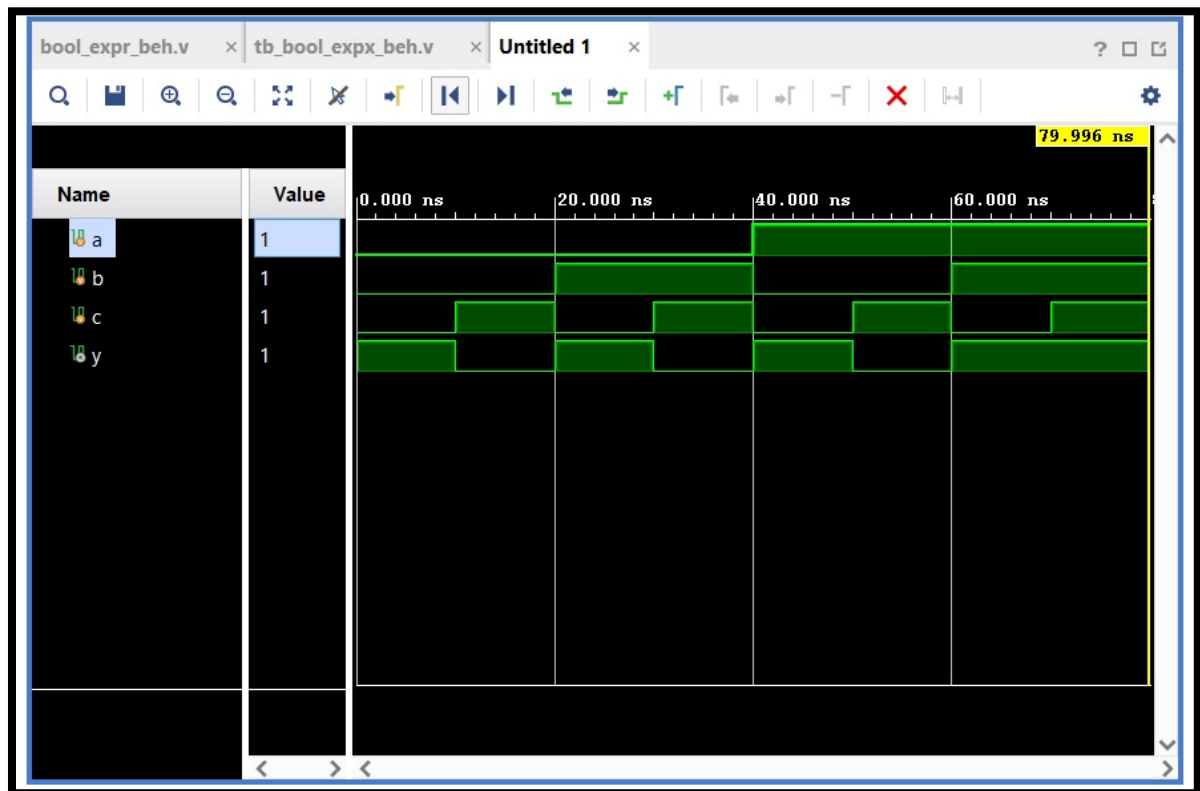 bool_expr_beh.v × tb_bool_expx_beh.v × Untitled 1 × ?
79.996 ns
Name Value 0.000 ns 20.000 ns 40.000 ns 60.000 ns
a 1
b 1
c 1
y 1